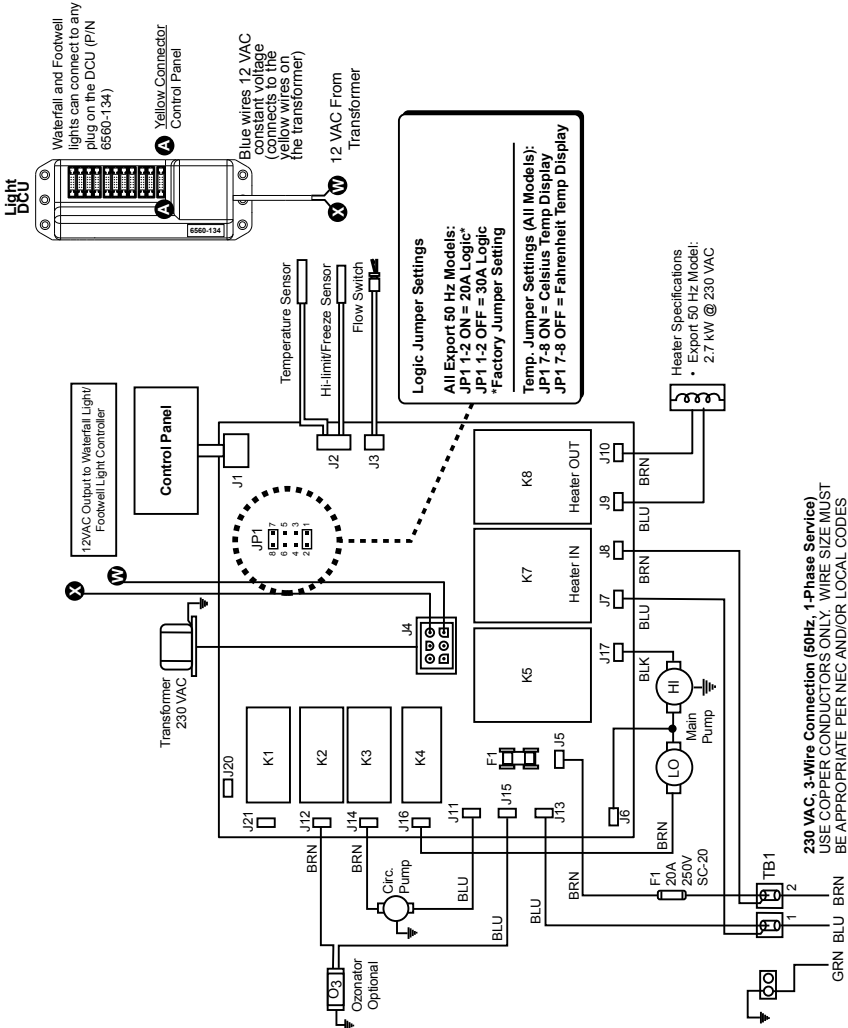 Light
DCU
Waterfall and Footwell
lights can connect to any
plug on the DCU (P/N
6560-134)
A
A
Yellow Connector
Control Panel
6560-134
Blue wires 12 VAC
constant voltage
(connects to the
yellow wires on
the transformer)
X
W
12 VAC From
Transformer
12VAC Output to Waterfall Light/
Footwell Light Controller
Control Panel
Temperature Sensor
Hi-limit/Freeze Sensor
Flow Switch
J1
J2
J3
X
W
Transformer
230 VAC
J4
JP1
8 7
6 5
4 3
2 1
Logic Jumper Settings
All Export 50 Hz Models:
JP1 1-2 ON = 20A Logic*
JP1 1-2 OFF = 30A Logic
*Factory Jumper Setting
Temp. Jumper Settings (All Models):
JP1 7-8 ON = Celsius Temp Display
JP1 7-8 OFF = Fahrenheit Temp Display
J20
J21
K1
K2
K3
K4
K5
K7
Heater IN
K8
Heater OUT
J12
J14
J16
J11
J15
J13
F1
J5
J6
J17
J7
J8
J9
J10
BRN
BRN
BLU
BLU
BLU
BRN
BRN
BLK
BLU
BRN
BLU
BRN
Heater Specifications
• Export 50 Hz Model:
2.7 kW @ 230 VAC
Circ.
Pump
O3
Ozonator
Optional
LO
HI
Main
Pump
F1
20A
250V
SC-20
TB1
1
2
GRN
BLU
BRN
230 VAC, 3-Wire Connection (50Hz, 1-Phase Service)
USE COPPER CONDUCTORS ONLY. WIRE SIZE MUST
BE APPROPRIATE PER NEC AND/OR LOCAL CODES